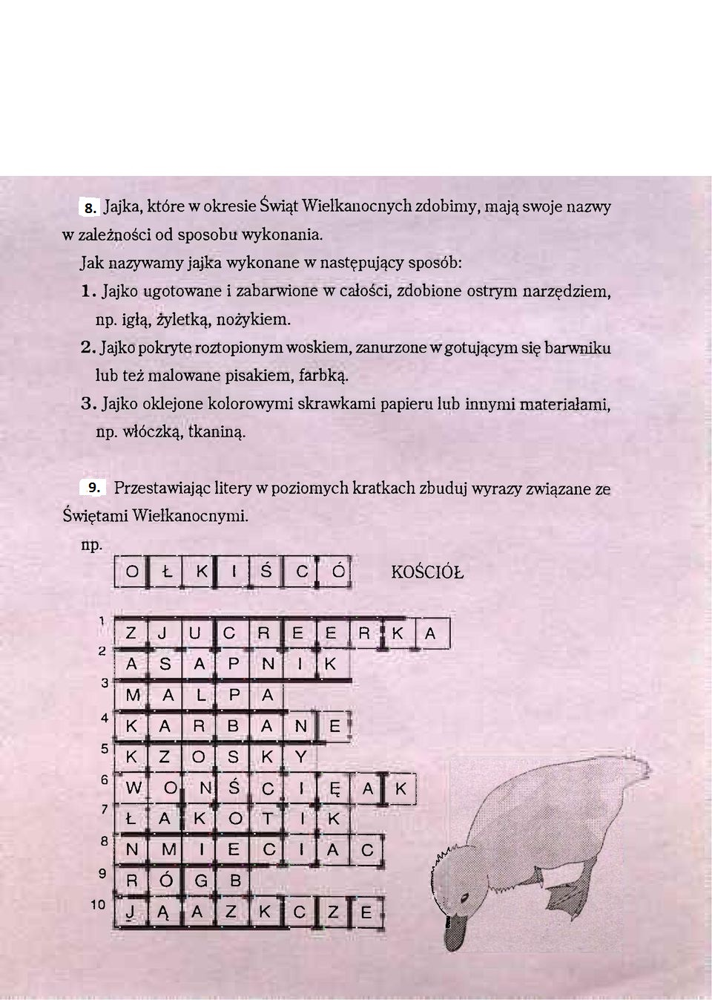 8. Jajka, które w okresie Świąt Wielkanocnych zdobimy, mają swoje nazwy
w zależności od sposobu wykonania.
Jak nazywamy jajka wykonane w następujący sposób:
1. Jajko ugotowane i zabarwione w całości, zdobione ostrym narzędziem,
np. igłą, żyletką, nożykiem.
2. Jajko pokryte roztopionym woskiem, zanurzone w gotującym się barwniku
lub też malowane pisakiem, farbką.
3. Jajko oklejone kolorowymi skrawkami papieru lub innymi materiałami,
np. włóczką, tkaniną.
9. Przestawiając litery w poziomych kratkach zbuduj wyrazy związane ze
Świętami Wielkanocnymi.
np.
O Ł K I Ś C Ó KOŚCIÓŁ
1 Z J U C R E E R K A
2 A S A P N I K
3 M A L P A
4 K A R B A N E
5 K Z O S K Y
6 W O N Ś C I Ę A K
7 Ł A K O T I K
8 N M I E C I A C
9 R Ó G B
10 J Ą A Z K C Z E